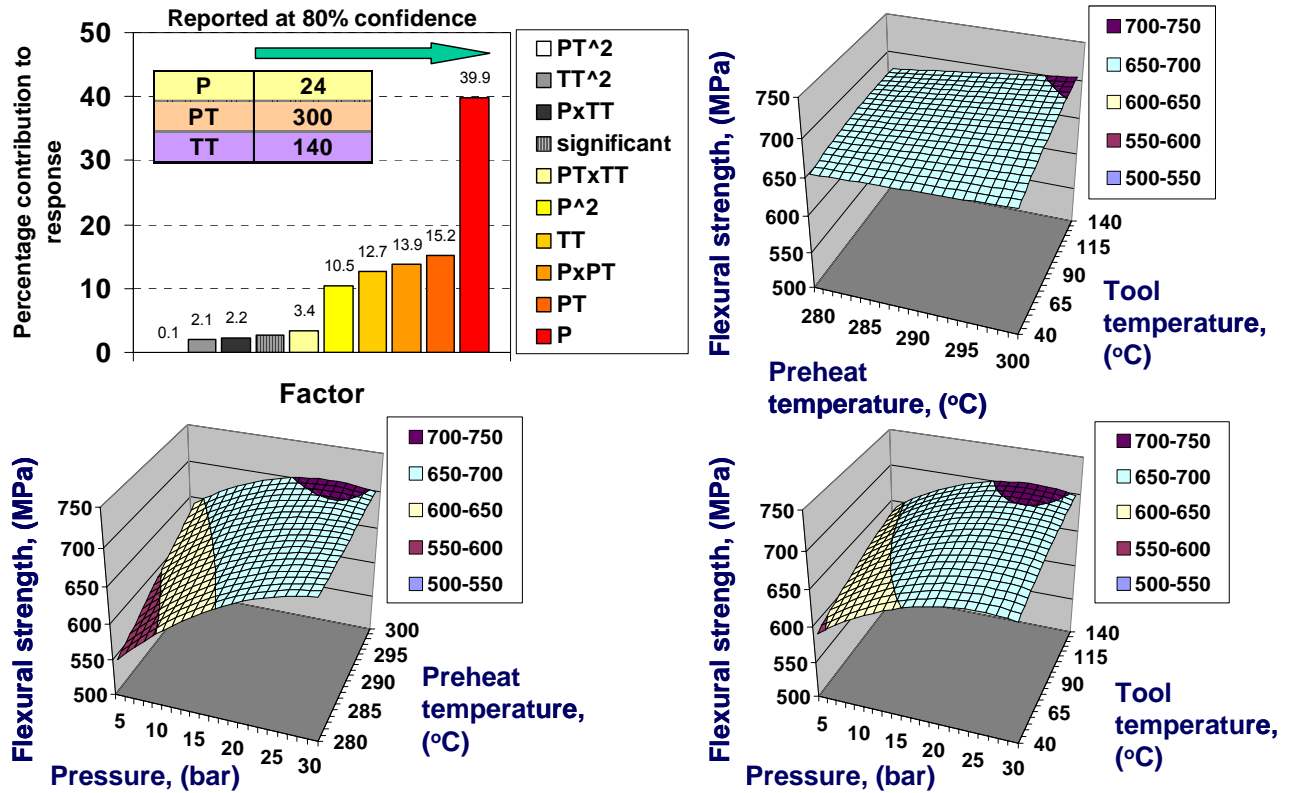 Reported at 80% confidence
Percentage contribution to
response
50
40
30
20
10
0
P 24
PT 300
TT 140
0.1
2.1
2.2
3.4
10.5
12.7
13.9
15.2
39.9
Factor
PT^2
TT^2
PxTT
significant
PTxTT
P^2
TT
PxPT
PT
P
Flexural strength, (MPa)
750
700
650
600
550
500
280
285
290
295
300
Preheat
temperature, (°C)
40
65
90
115
140
Tool
temperature,
(°C)
700-750
650-700
600-650
550-600
500-550
Flexural strength, (MPa)
750
700
650
600
550
500
5
10
15
20
25
30
Pressure, (bar)
280
285
290
295
300
Preheat
temperature,
(°C)
700-750
650-700
600-650
550-600
500-550
Flexural strength, (MPa)
750
700
650
600
550
500
5
10
15
20
25
30
Pressure, (bar)
40
65
90
115
140
Tool
temperature,
(°C)
700-750
650-700
600-650
550-600
500-550